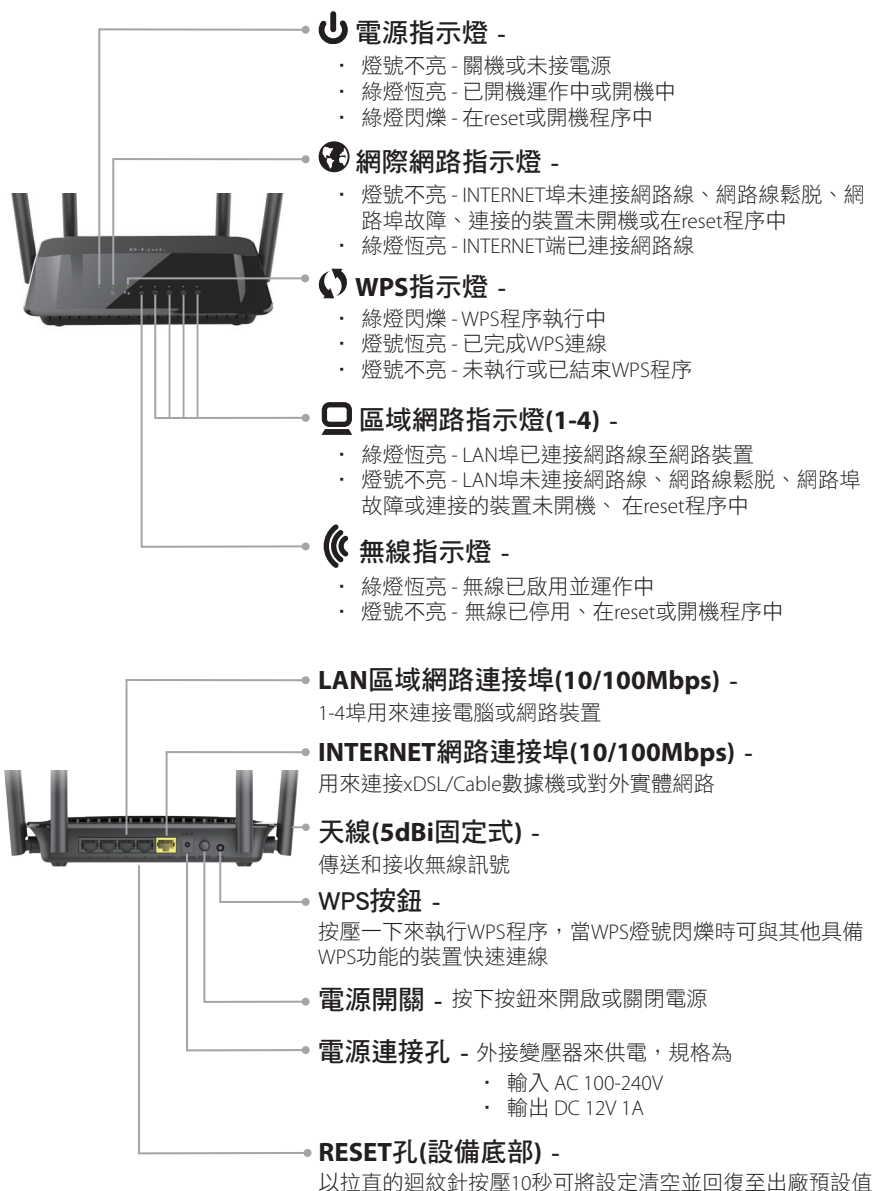 電源指示燈 -
· 燈號不亮 - 關機或未接電源
· 綠燈恆亮 - 已開機運作中或開機中
· 綠燈閃爍 - 在reset或開機程序中
網際網路指示燈 -
· 燈號不亮 - INTERNET埠未連接網路線、網路線鬆脫、網
路埠故障、連接的裝置未開機或在reset程序中
· 綠燈恆亮 - INTERNET端已連接網路線
D-Link
WPS指示燈 -
· 綠燈閃爍 - WPS程序執行中
· 燈號恆亮 - 已完成WPS連線
· 燈號不亮 - 未執行或已結束WPS程序
區域網路指示燈(1-4) -
· 綠燈恆亮 - LAN埠已連接網路線至網路裝置
· 燈號不亮 - LAN埠未連接網路線、網路線鬆脫、網路埠
故障或連接的裝置未開機、 在reset程序中
無線指示燈 -
· 綠燈恆亮 - 無線已啟用並運作中
· 燈號不亮 - 無線已停用、在reset或開機程序中
LAN區域網路連接埠(10/100Mbps) -
1-4埠用來連接電腦或網路裝置
INTERNET網路連接埠(10/100Mbps) -
用來連接xDSL/Cable數據機或對外實體網路
天線(5dBi固定式) -
傳送和接收無線訊號
WPS按鈕 -
按壓一下來執行WPS程序，當WPS燈號閃爍時可與其他具備
WPS功能的裝置快速連線
電源開關 - 按下按鈕來開啟或關閉電源
電源連接孔 - 外接變壓器來供電，規格為
· 輸入 AC 100-240V
· 輸出 DC 12V 1A
RESET孔(設備底部) -
以拉直的迴紋針按壓10秒可將設定清空並回復至出廠預設值